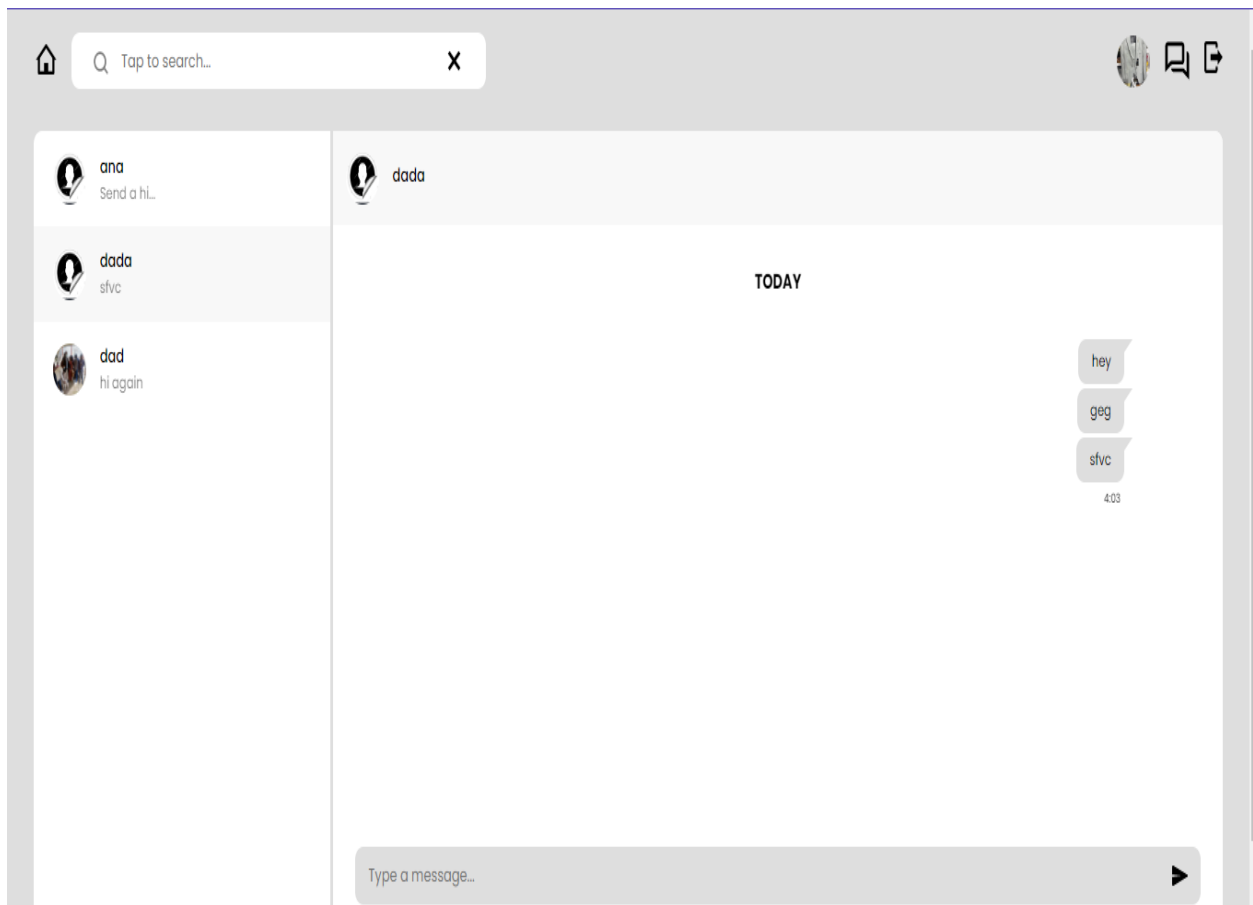 Tap to search...
ana
Send a hi...
dada
sfvc
dad
hi again
dada
TODAY
hey
geg
sfvc
4:03
Type a message...